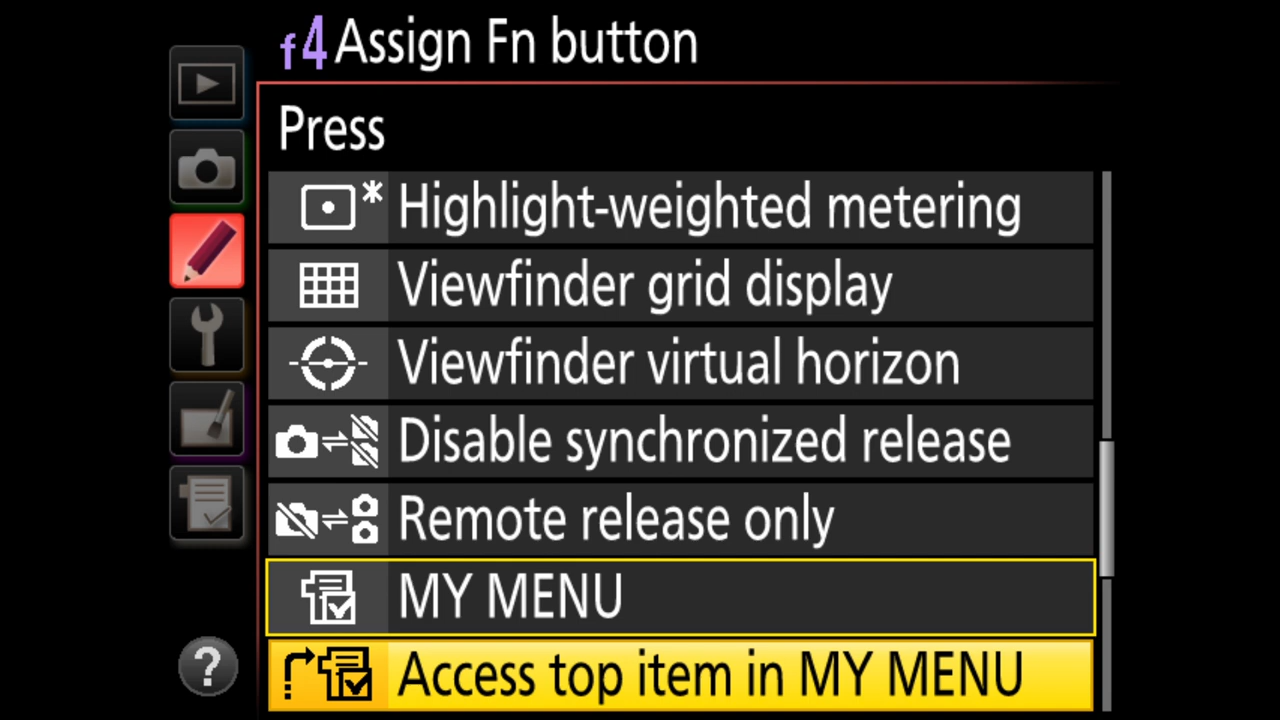 f4 Assign Fn button
Press
Highlight-weighted metering
Viewfinder grid display
Viewfinder virtual horizon
Disable synchronized release
Remote release only
MY MENU
Access top item in MY MENU
?